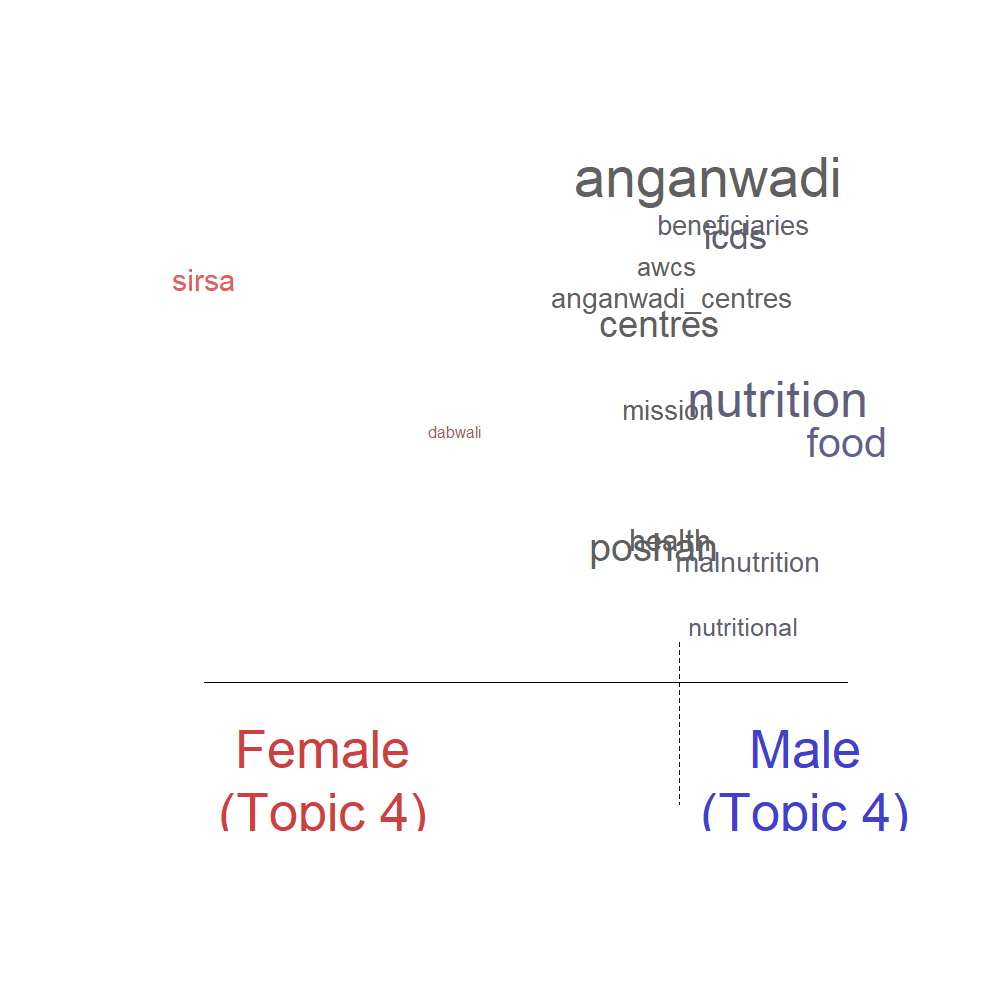 anganwadi
beneficiaries
icds
awcs
sirsa
anganwadi_centres
centres
nutrition
mission
dabwali
food
health
poshan
malnutrition
nutritional
Female
(Topic 4)
Male
(Topic 4)